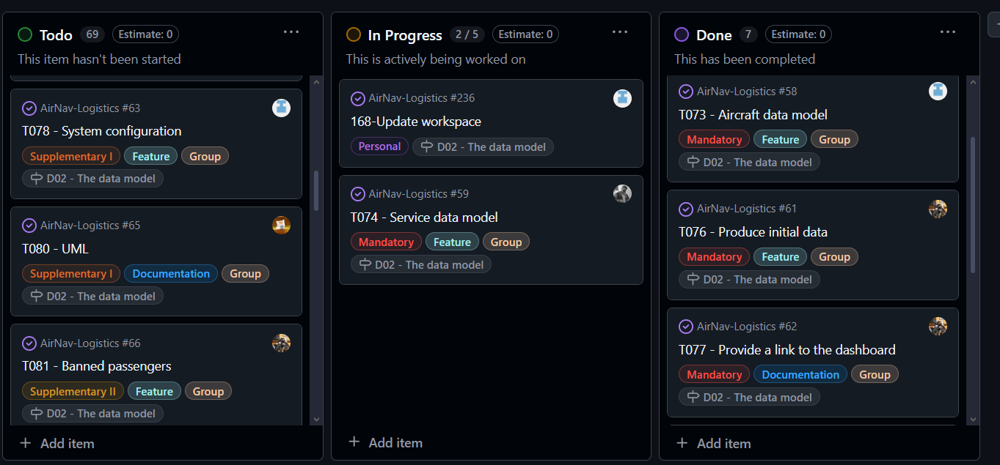 Todo 69 Estimate: 0
This item hasn't been started
AirNav-Logistics #63
T078 - System configuration
Supplementary I Feature Group
D02 - The data model
AirNav-Logistics #65
T080 - UML
Supplementary I Documentation Group
D02 - The data model
AirNav-Logistics #66
T081 - Banned passengers
Supplementary II Feature Group
D02 - The data model
+ Add item
In Progress 2 / 5 Estimate: 0
This is actively being worked on
AirNav-Logistics #236
168-Update workspace
Personal D02 - The data model
AirNav-Logistics #59
T074 - Service data model
Mandatory Feature Group
D02 - The data model
+ Add item
Done 7 Estimate: 0
This has been completed
AirNav-Logistics #58
T073 - Aircraft data model
Mandatory Feature Group
D02 - The data model
AirNav-Logistics #61
T076 - Produce initial data
Mandatory Feature Group
D02 - The data model
AirNav-Logistics #62
T077 - Provide a link to the dashboard
Mandatory Documentation Group
D02 - The data model
+ Add item